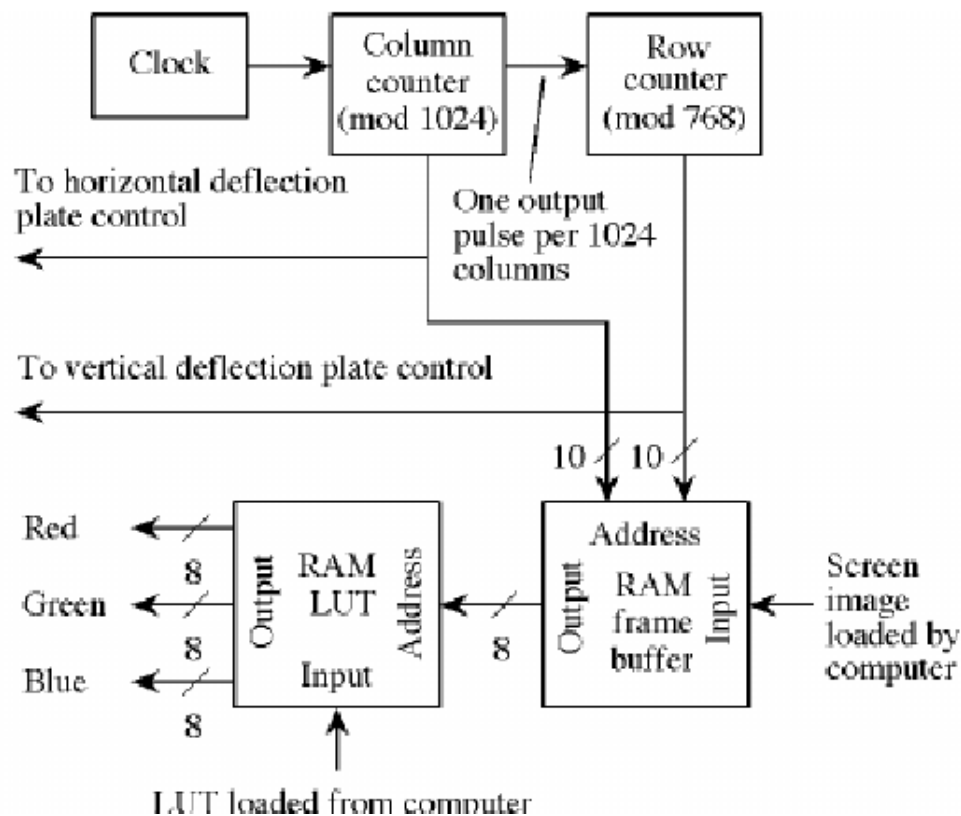 Clock
Column
counter
(mod 1024)
Row
counter
(mod 768)
To horizontal deflection
plate control
One output
pulse per 1024
columns
To vertical deflection plate control
10
10
Red
8
Green
8
Blue
8
Output
RAM
LUT
Address
Input
8
Output
Address
RAM
frame
buffer
Input
Screen
image
loaded by
computer
LUT loaded from computer